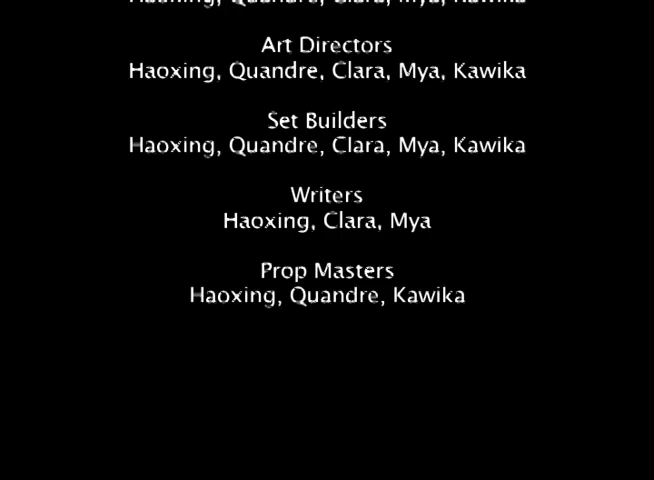 Art Directors
Haoxing, Quandre, Clara, Mya, Kawika
Set Builders
Haoxing, Quandre, Clara, Mya, Kawika
Writers
Haoxing, Clara, Mya
Prop Masters
Haoxing, Quandre, Kawika